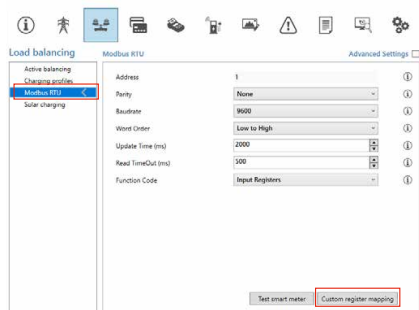 Load balancing
Modbus RTU
Advanced Settings
Active balancing
Charging profiles
Modbus RTU
Solar charging
Address 1
Parity None
Baudrate 9600
Word Order Low to High
Update Time (ms) 2000
Read TimeOut (ms) 500
Function Code Input Registers
Test smart meter Custom register mapping